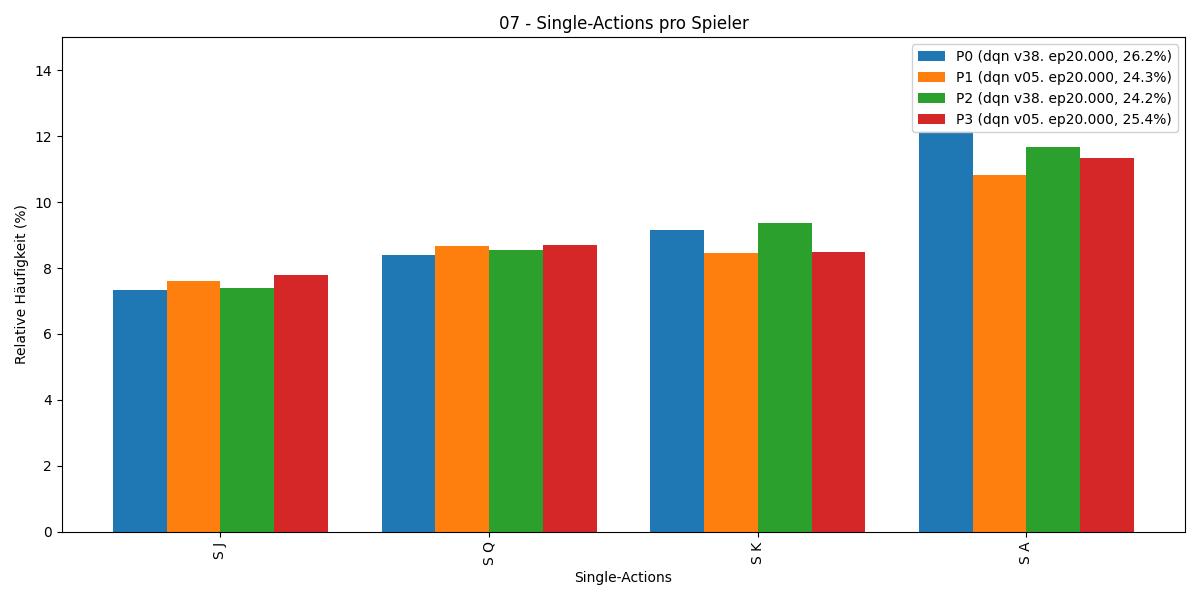 07 - Single-Actions pro Spieler
P0 (dqn v38. ep20.000, 26.2%)
P1 (dqn v05. ep20.000, 24.3%)
P2 (dqn v38. ep20.000, 24.2%)
P3 (dqn v05. ep20.000, 25.4%)
Relative Häufigkeit (%)
14
12
10
8
6
4
2
0
S J
S Q
S K
S A
Single-Actions